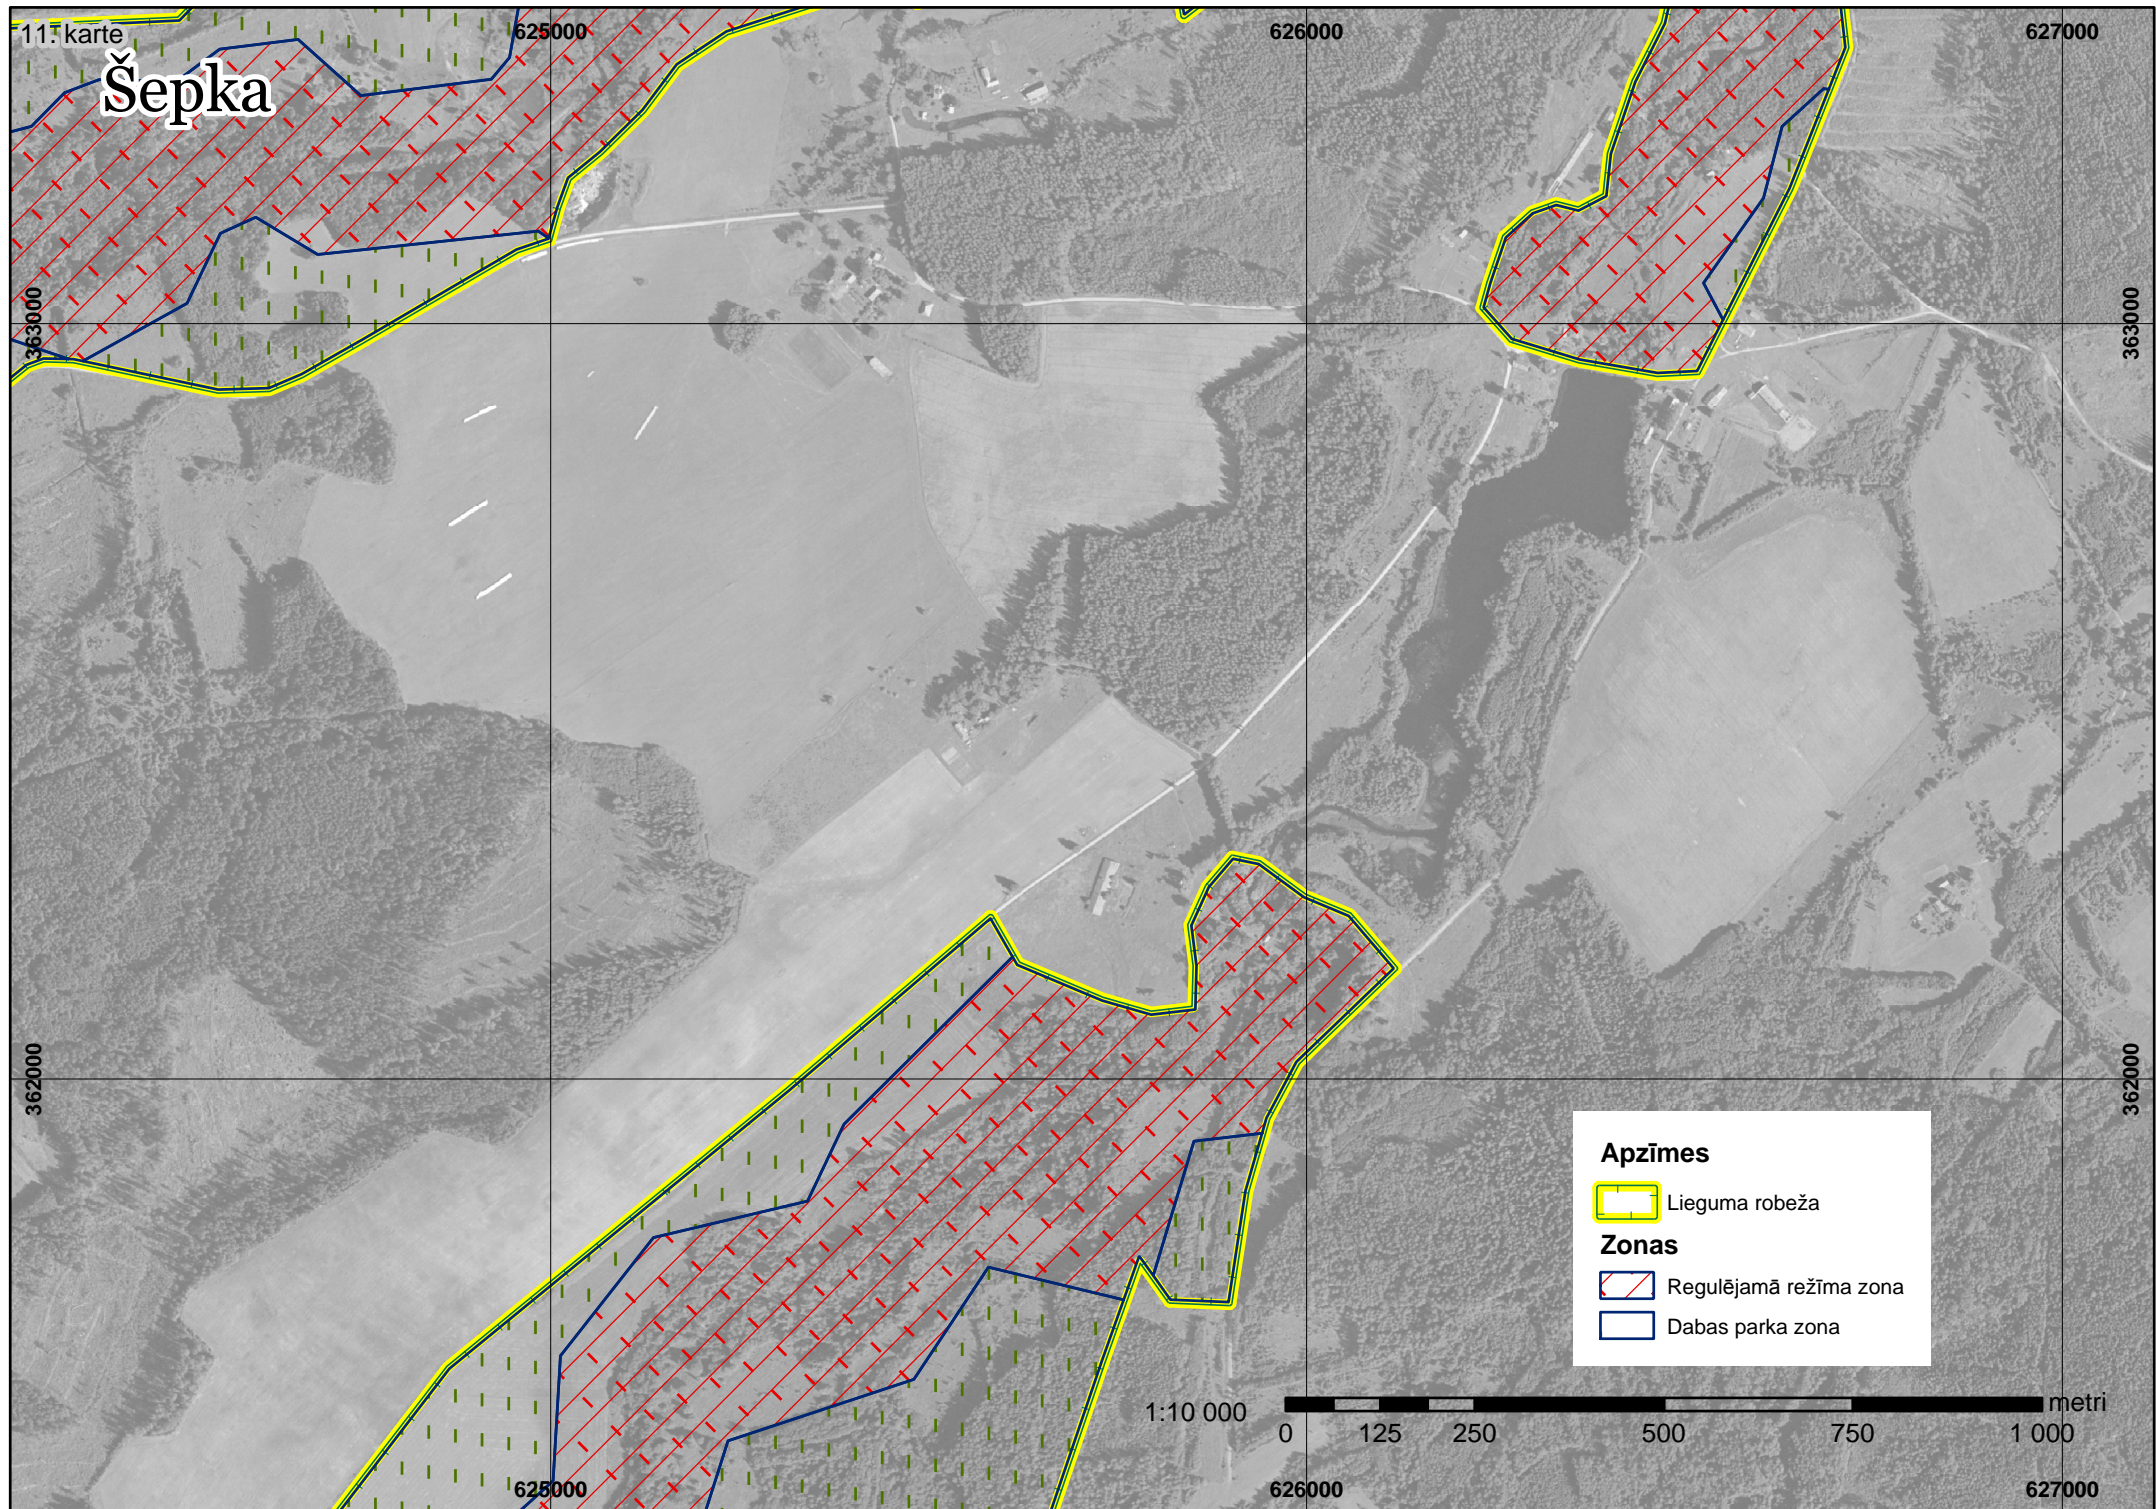 11. karte
Šepka
625000
626000
627000
363000
363000
362000
362000
Apzīmes
Lieguma robeža
Zonas
Regulējamā režīma zona
Dabas parka zona
1:10 000
metri
0 125 250 500 750 1 000
625000
626000
627000